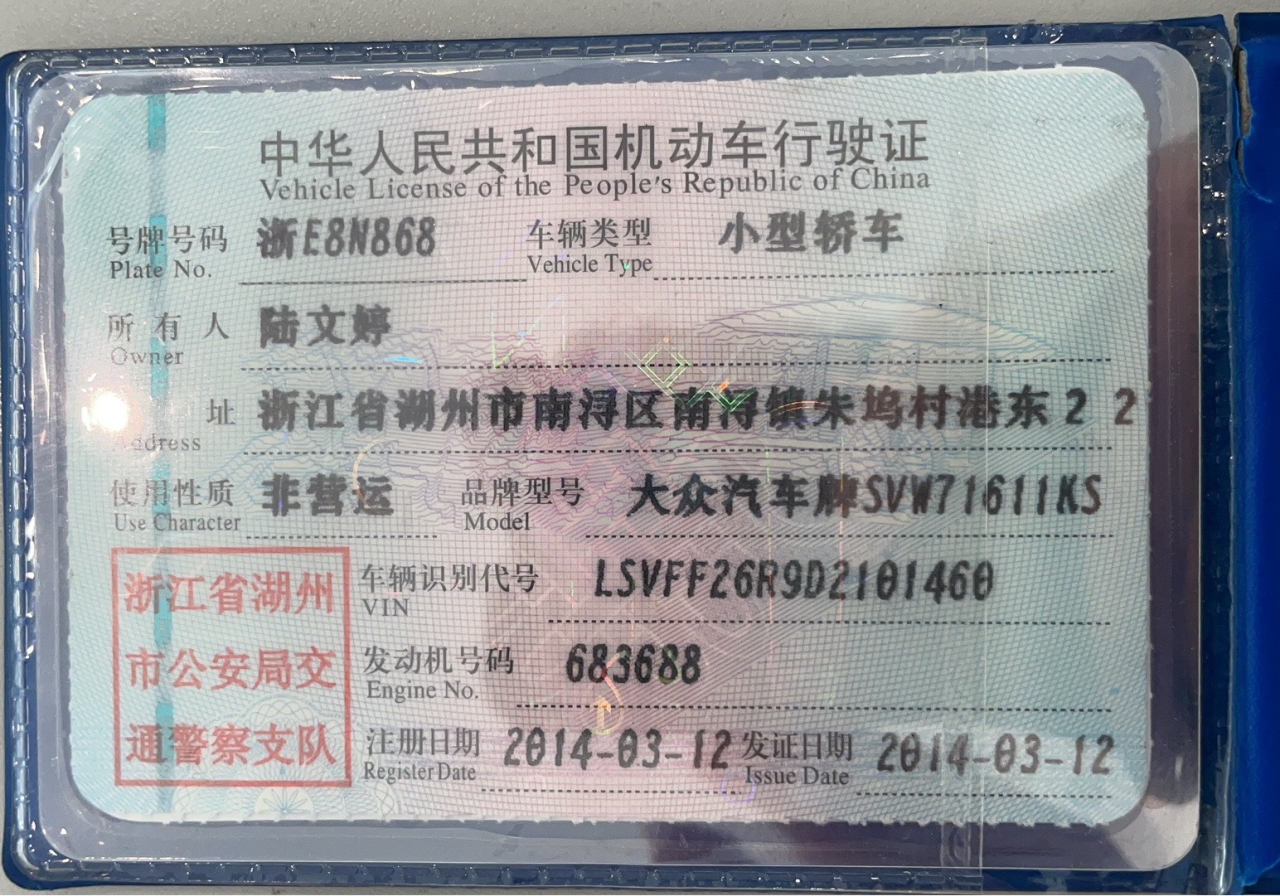 中华人民共和国机动车行驶证
Vehicle License of the People's Republic of China
号牌号码 浙E8N868 车辆类型 小型轿车
Plate No. Vehicle Type
所有人 陆文婷
Owner
址 浙江省湖州市南浔区南浔镇朱坞村港东22
Address
使用性质 非营运 品牌型号 大众汽车牌SVW71611KS
Use Character Model
浙江省湖州 车辆识别代号 LSVFF26R9D2101460
VIN
市公安局交 发动机号码 683688
Engine No.
通警察支队 注册日期 2014-03-12 发证日期 2014-03-12
Register Date Issue Date